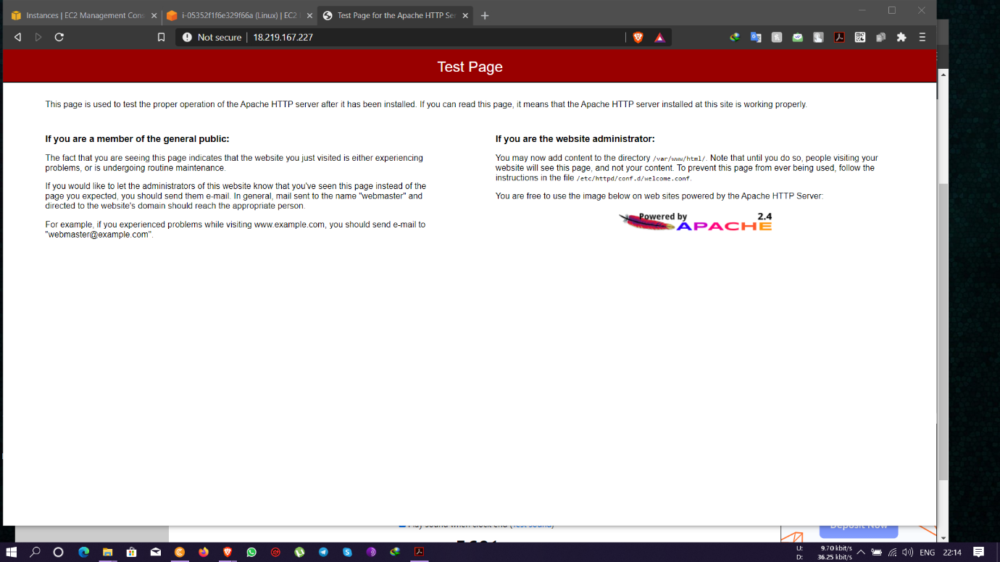 Instances | EC2 Management Cons
i-05352f1f6e329f66a (Linux) | EC2
Test Page for the Apache HTTP Ser
Not secure
18.219.167.227
Test Page
This page is used to test the proper operation of the Apache HTTP server after it has been installed. If you can read this page, it means that the Apache HTTP server installed at this site is working properly.
If you are a member of the general public:
The fact that you are seeing this page indicates that the website you just visited is either experiencing
problems, or is undergoing routine maintenance.
If you would like to let the administrators of this website know that you've seen this page instead of the
page you expected, you should send them e-mail. In general, mail sent to the name "webmaster" and
directed to the website's domain should reach the appropriate person.
For example, if you experienced problems while visiting www.example.com, you should send e-mail to
"webmaster@example.com".
If you are the website administrator:
You may now add content to the directory /var/www/html/. Note that until you do so, people visiting your
website will see this page, and not your content. To prevent this page from ever being used, follow the
instructions in the file /etc/httpd/conf.d/welcome.conf.
You are free to use the image below on web sites powered by the Apache HTTP Server:
Powered by 2.4
APACHE
Deposit Now
U: 9.70 kbit/s
D: 36.25 kbit/s
ENG
22:14